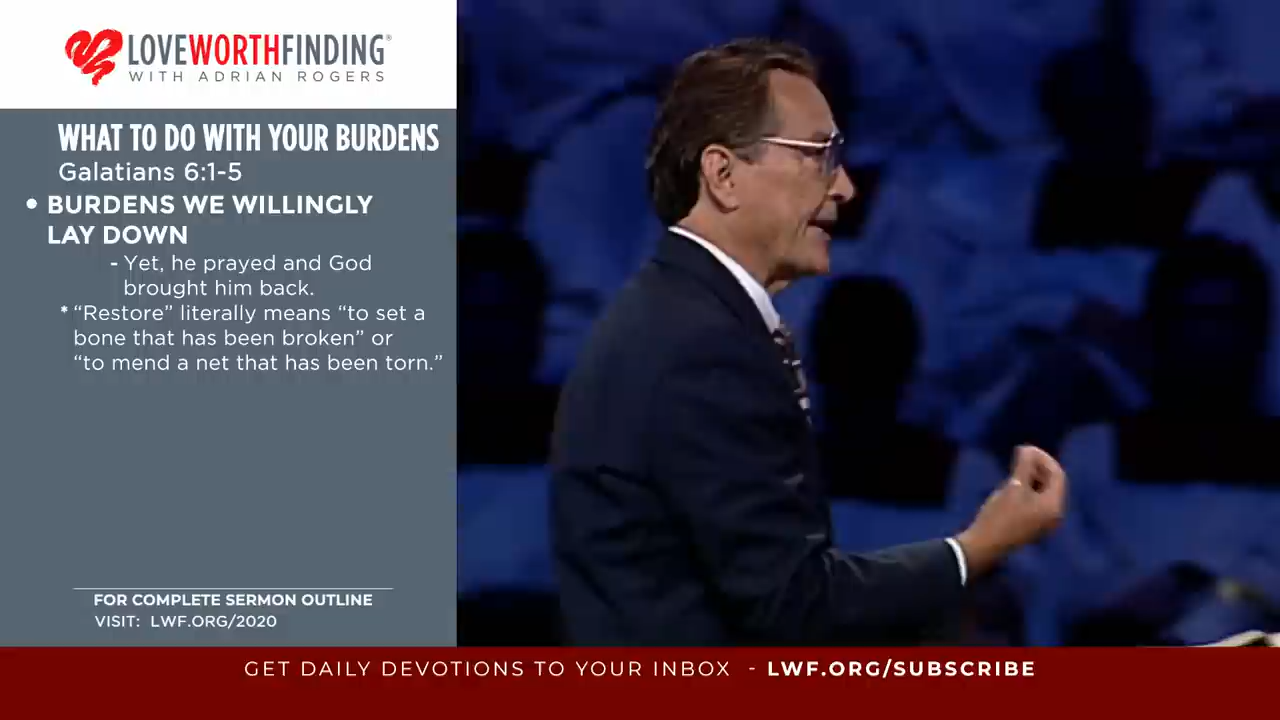 LOVEWORTHFINDING®
WITH ADRIAN ROGERS
WHAT TO DO WITH YOUR BURDENS
Galatians 6:1-5
• BURDENS WE WILLINGLY
LAY DOWN
- Yet, he prayed and God
brought him back.
* “Restore” literally means “to set a
bone that has been broken” or
“to mend a net that has been torn.”
FOR COMPLETE SERMON OUTLINE
VISIT: LWF.ORG/2020
GET DAILY DEVOTIONS TO YOUR INBOX - LWF.ORG/SUBSCRIBE